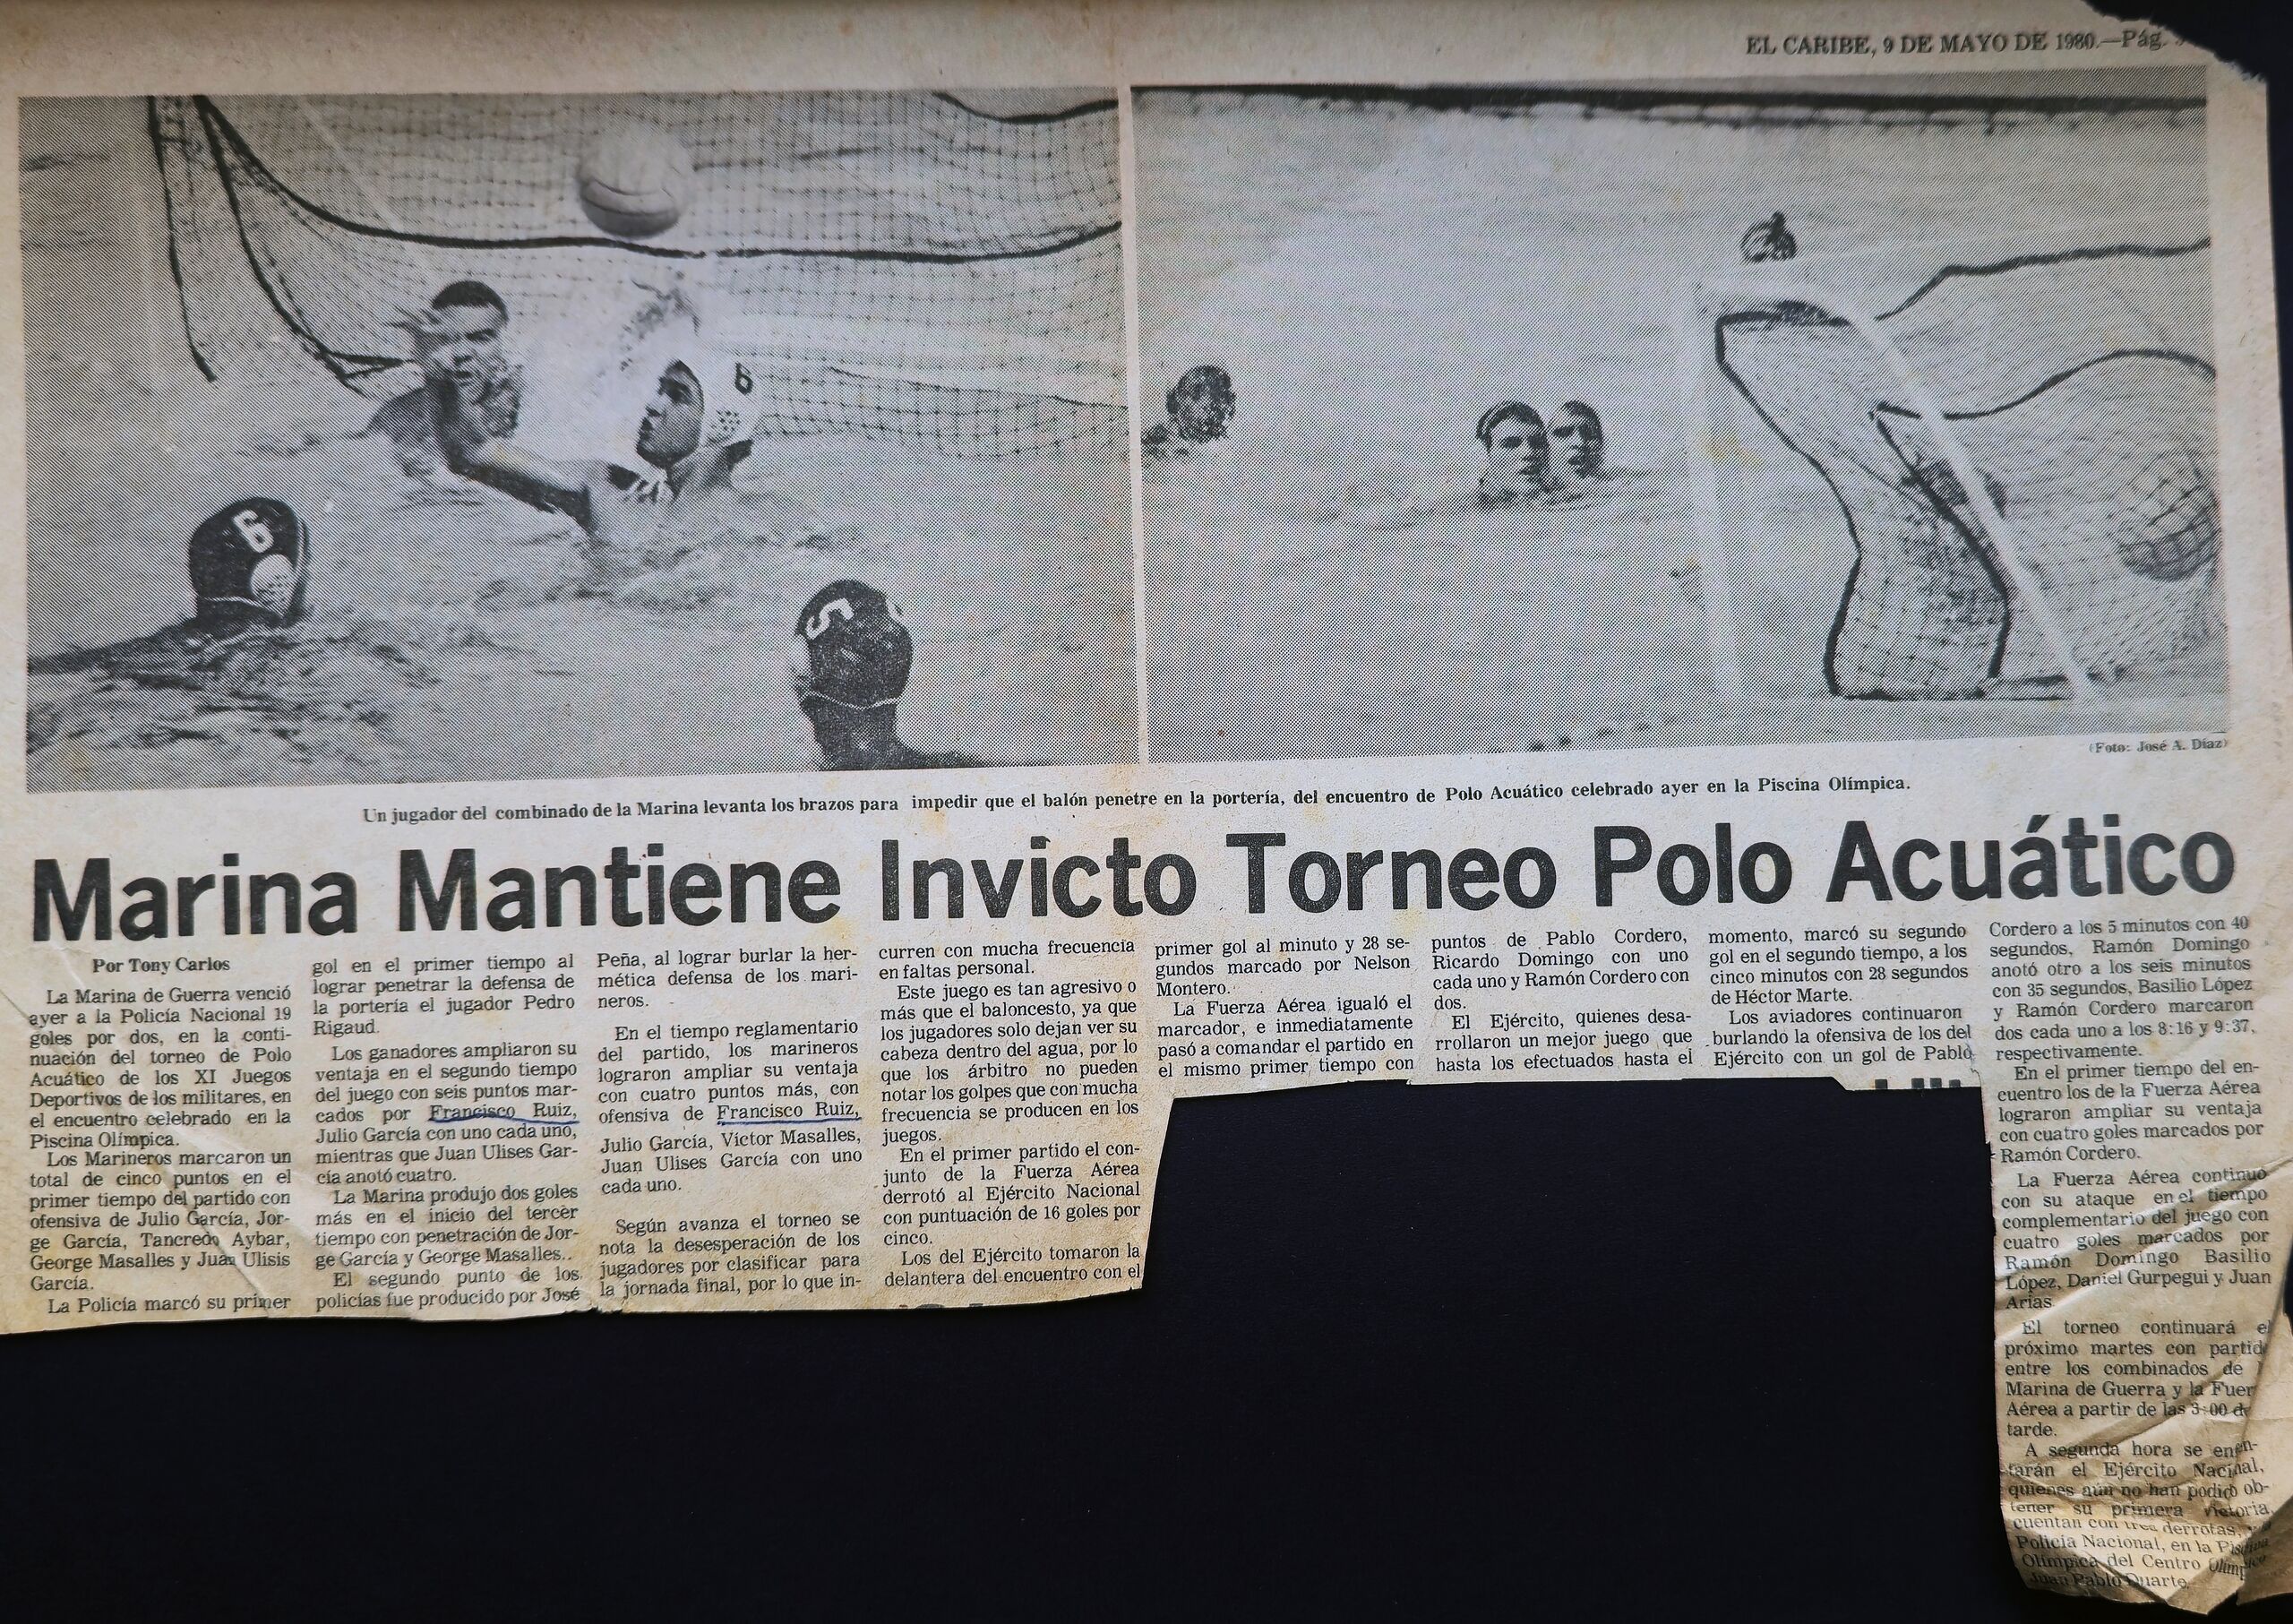 EL CARIBE, 9 DE MAYO DE 1980.—Pág.
6
6
5
(Foto: José A. Díaz)
Un jugador del combinado de la Marina levanta los brazos para impedir que el balón penetre en la portería, del encuentro de Polo Acuático celebrado ayer en la Piscina Olímpica.
Marina Mantiene Invicto Torneo Polo Acuático
Por Tony Carlos
La Marina de Guerra venció
ayer a la Policía Nacional 19
goles por dos, en la conti-
nuación del torneo de Polo
Acuático de los XI Juegos
Deportivos de los militares, en
el encuentro celebrado en la
Piscina Olímpica.
Los Marineros marcaron un
total de cinco puntos en el
primer tiempo del partido con
ofensiva de Julio García, Jor-
ge García, Tancredo Aybar,
George Masalles y Juan Ulisis
García.
La Policía marcó su primer
gol en el primer tiempo al
lograr penetrar la defensa de
la portería el jugador Pedro
Rigaud.
Los ganadores ampliaron su
ventaja en el segundo tiempo
del juego con seis puntos mar-
cados por Francisco Ruiz,
Julio García con uno cada uno,
mientras que Juan Ulises Gar-
cía anotó cuatro.
La Marina produjo dos goles
más en el inicio del tercer
tiempo con penetración de Jor-
ge García y George Masalles..
El segundo punto de los
policías fue producido por José
Peña, al lograr burlar la her-
mética defensa de los mari-
neros.
En el tiempo reglamentario
del partido, los marineros
lograron ampliar su ventaja
con cuatro puntos más, con
ofensiva de Francisco Ruiz,
Julio García, Víctor Masalles,
Juan Ulises García con uno
cada uno.
Según avanza el torneo se
nota la desesperación de los
jugadores por clasificar para
la jornada final, por lo que in-
curren con mucha frecuencia
en faltas personal.
Este juego es tan agresivo o
más que el baloncesto, ya que
los jugadores solo dejan ver su
cabeza dentro del agua, por lo
que los árbitro no pueden
notar los golpes que con mucha
frecuencia se producen en los
juegos.
En el primer partido el con-
junto de la Fuerza Aérea
derrotó al Ejército Nacional
con puntuación de 16 goles por
cinco.
Los del Ejército tomaron la
delantera del encuentro con el
primer gol al minuto y 28 se-
gundos marcado por Nelson
Montero.
La Fuerza Aérea igualó el
marcador, e inmediatamente
pasó a comandar el partido en
el mismo primer tiempo con
puntos de Pablo Cordero,
Ricardo Domingo con uno
cada uno y Ramón Cordero con
dos.
El Ejército, quienes desa-
rrollaron un mejor juego que
hasta los efectuados hasta el
momento, marcó su segundo
gol en el segundo tiempo, a los
cinco minutos con 28 segundos
de Héctor Marte.
Los aviadores continuaron
burlando la ofensiva de los del
Ejército con un gol de Pablo
Cordero a los 5 minutos con 40
segundos, Ramón Domingo
anotó otro a los seis minutos
con 35 segundos, Basilio López
y Ramón Cordero marcaron
dos cada uno a los 8:16 y 9:37,
respectivamente.
En el primer tiempo del en-
cuentro los de la Fuerza Aérea
lograron ampliar su ventaja
con cuatro goles marcados por
Ramón Cordero.
La Fuerza Aérea continuó
con su ataque en el tiempo
complementario del juego con
cuatro goles marcados por
Ramón Domingo Basilio
López, Daniel Gurpegui y Juan
Arias
El torneo continuará el
próximo martes con partid
entre los combinados de l
Marina de Guerra y la Fuer
Aérea a partir de las 3:00 de
tarde.
A segunda hora se enen-
tarán el Ejército Nacinal,
quienes aún no han podido ob-
tener su primera victoria,
cuentan con tres derrotas, y
Policía Nacional, en la Piscina
Olímpica del Centro Olímpico
Juan Pablo Duarte.